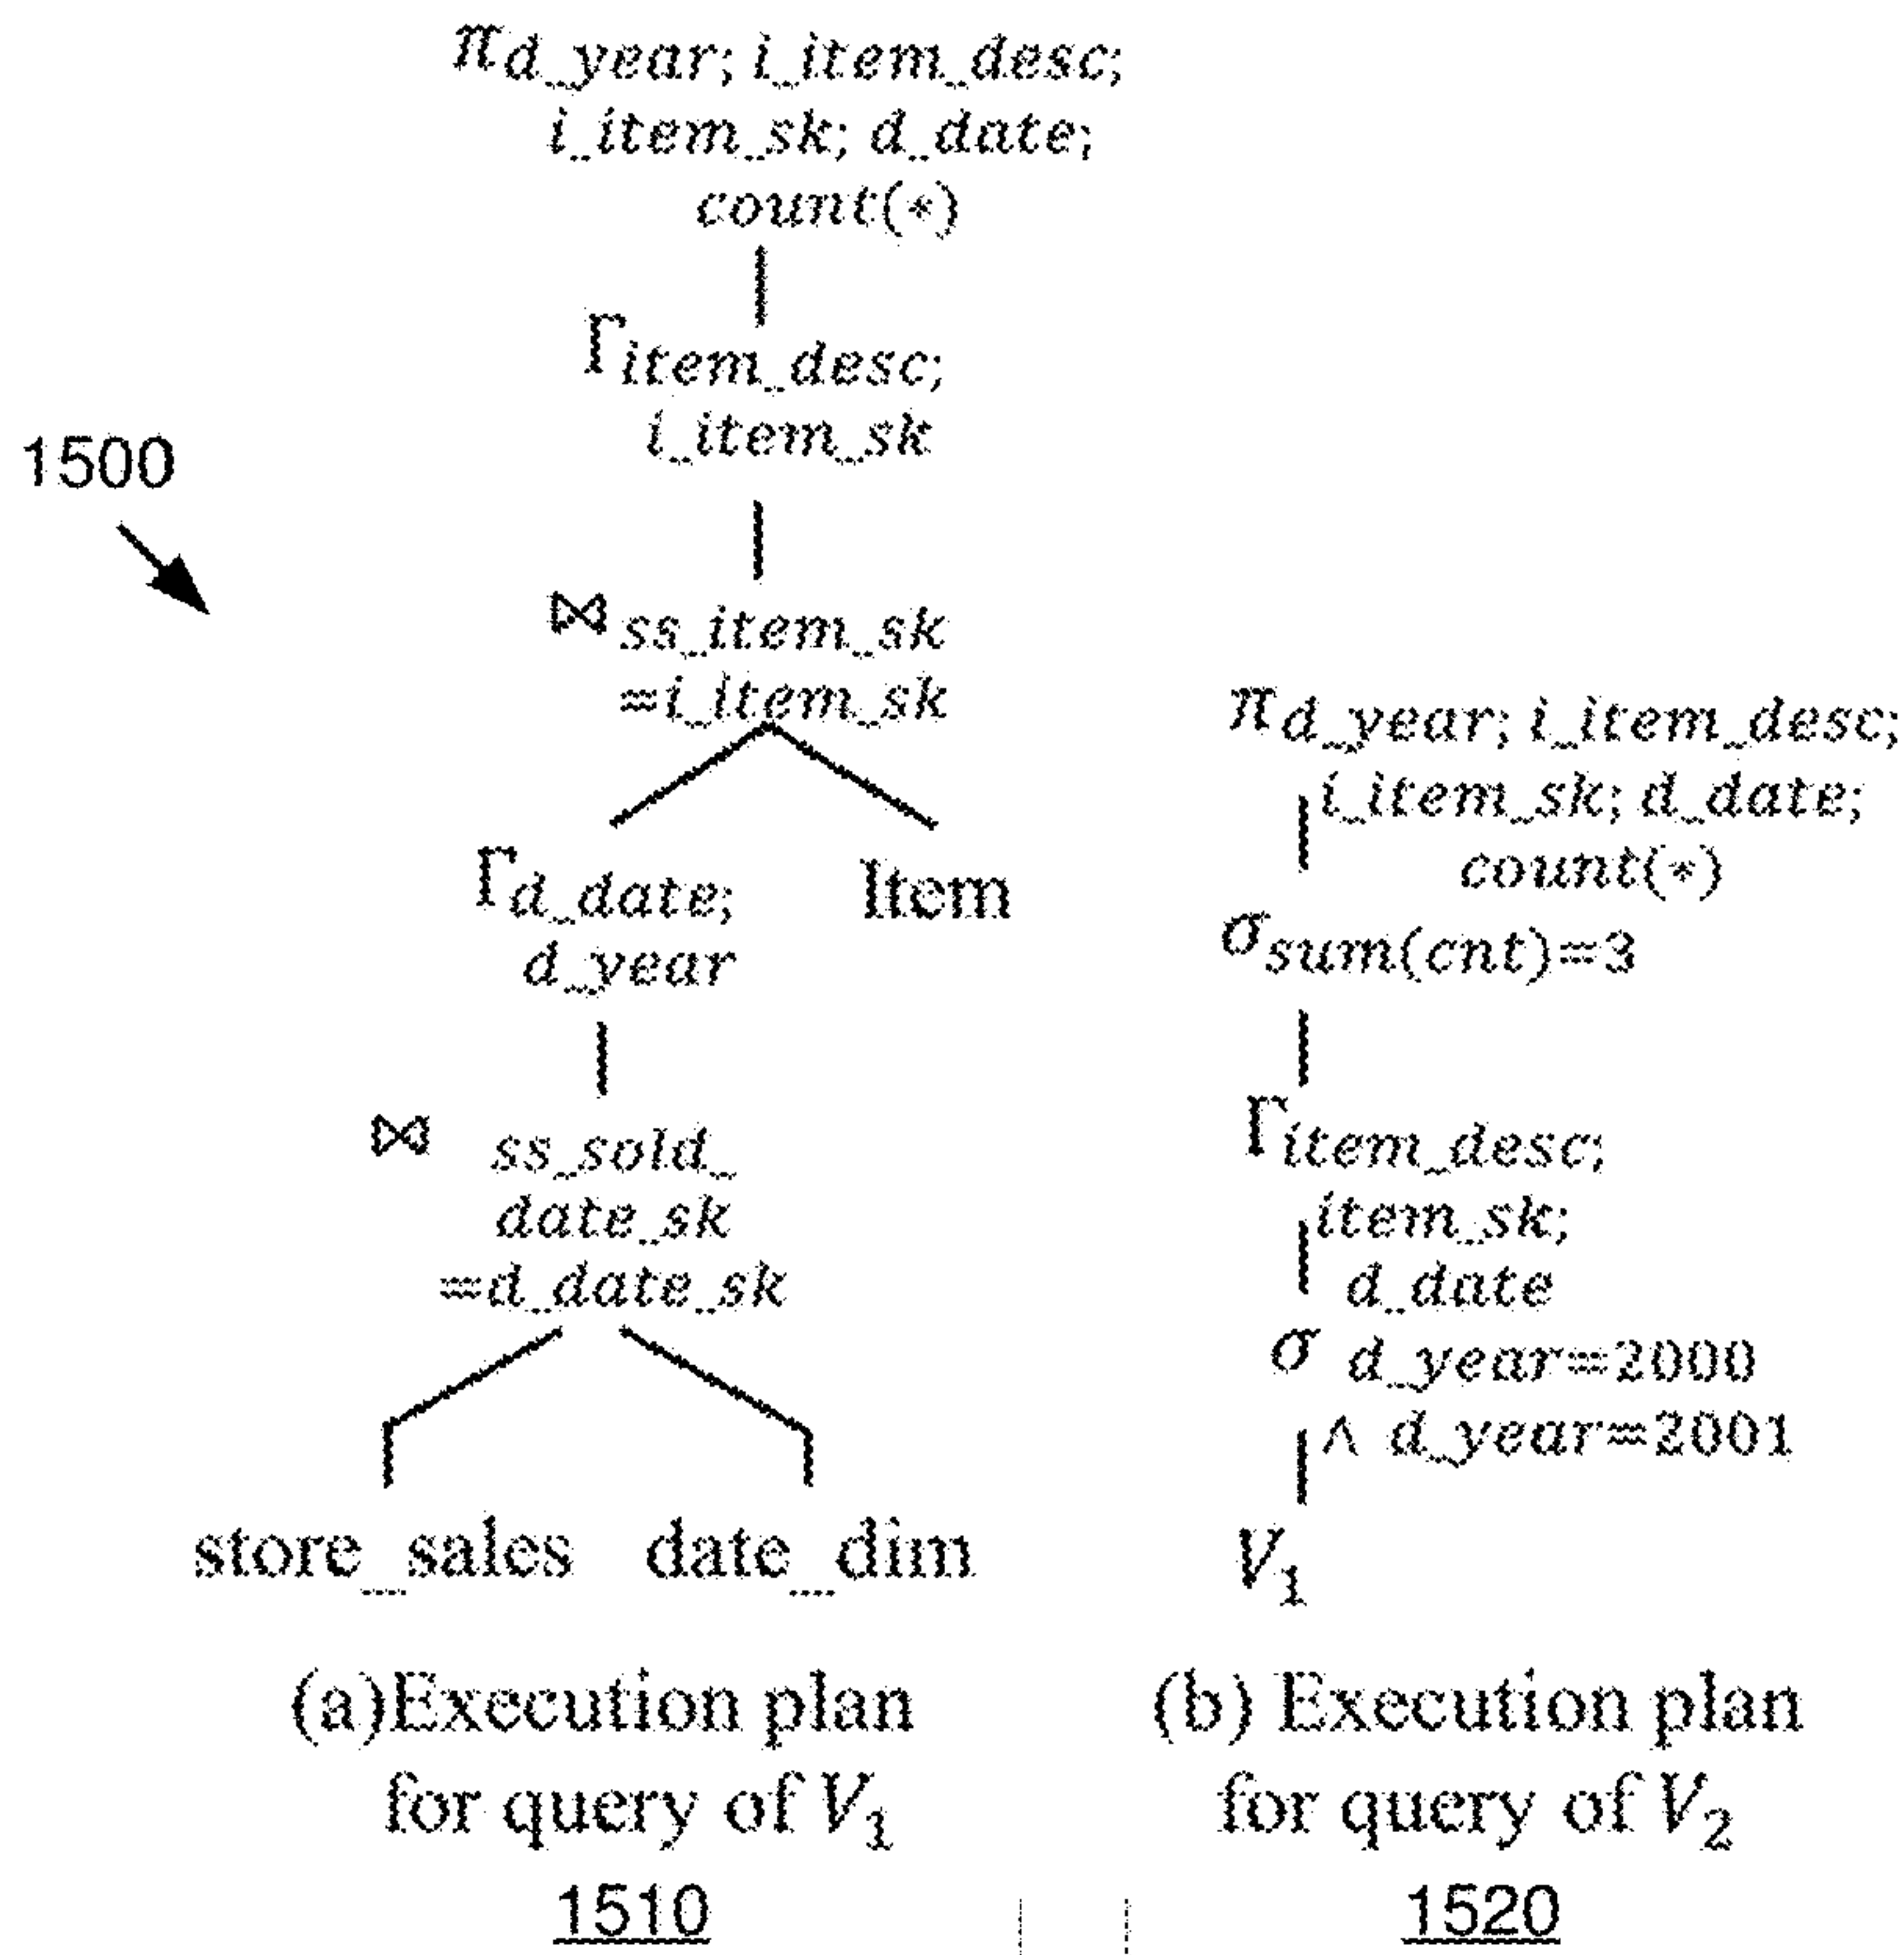 πd_year; i_item_desc;
i_item_sk; d_date;
count(*)
Γitem_desc;
i_item_sk
1500
⋈ss_item_sk
=i_item_sk
Γd_date;
d_year
Item
⋈ ss_sold_
date_sk
=d_date_sk
store_sales date_dim
(a)Execution plan
for query of V₁
1510
πd_year; i_item_desc;
i_item_sk; d_date;
count(*)
σsum(cnt)=3
Γitem_desc;
item_sk;
d_date
σ d_year=2000
∧ d_year=2001
V₁
(b) Execution plan
for query of V₂
1520